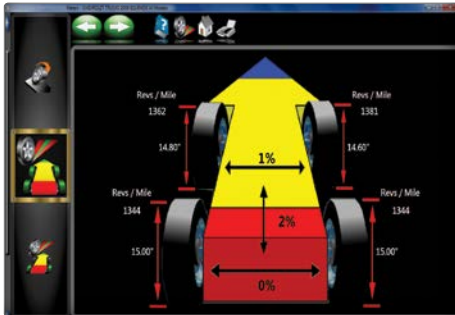 Revs / Mile
1362
Revs / Mile
1381
14.80"
14.60"
1%
Revs / Mile
1344
Revs / Mile
1344
2%
15.00"
15.00"
0%